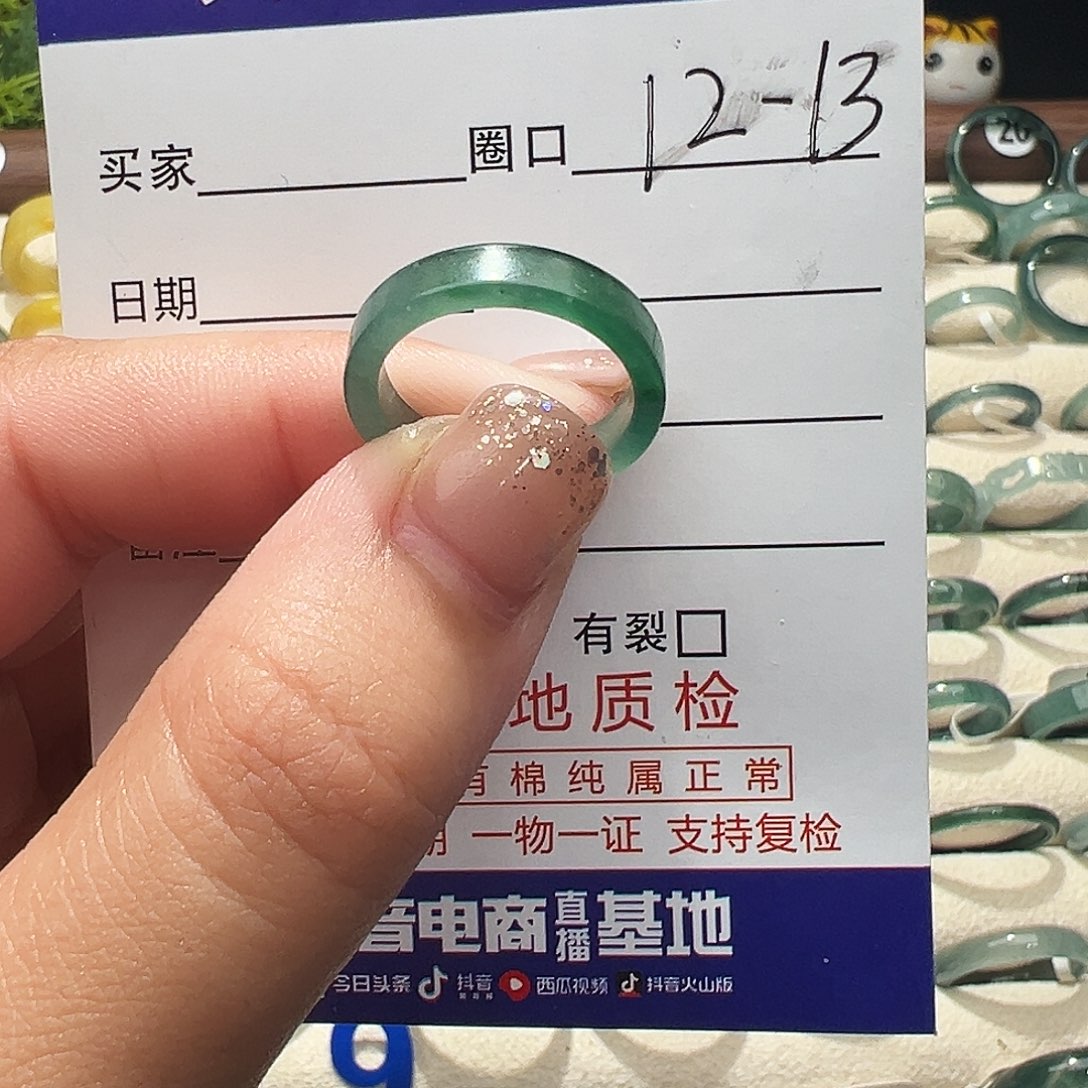 买家 圈口 12-13
20
日期
有裂
地质检
有棉纯属正常
一物一证 支持复检
音电商直播基地
今日头条 抖音 西瓜视频 抖音火山版
9